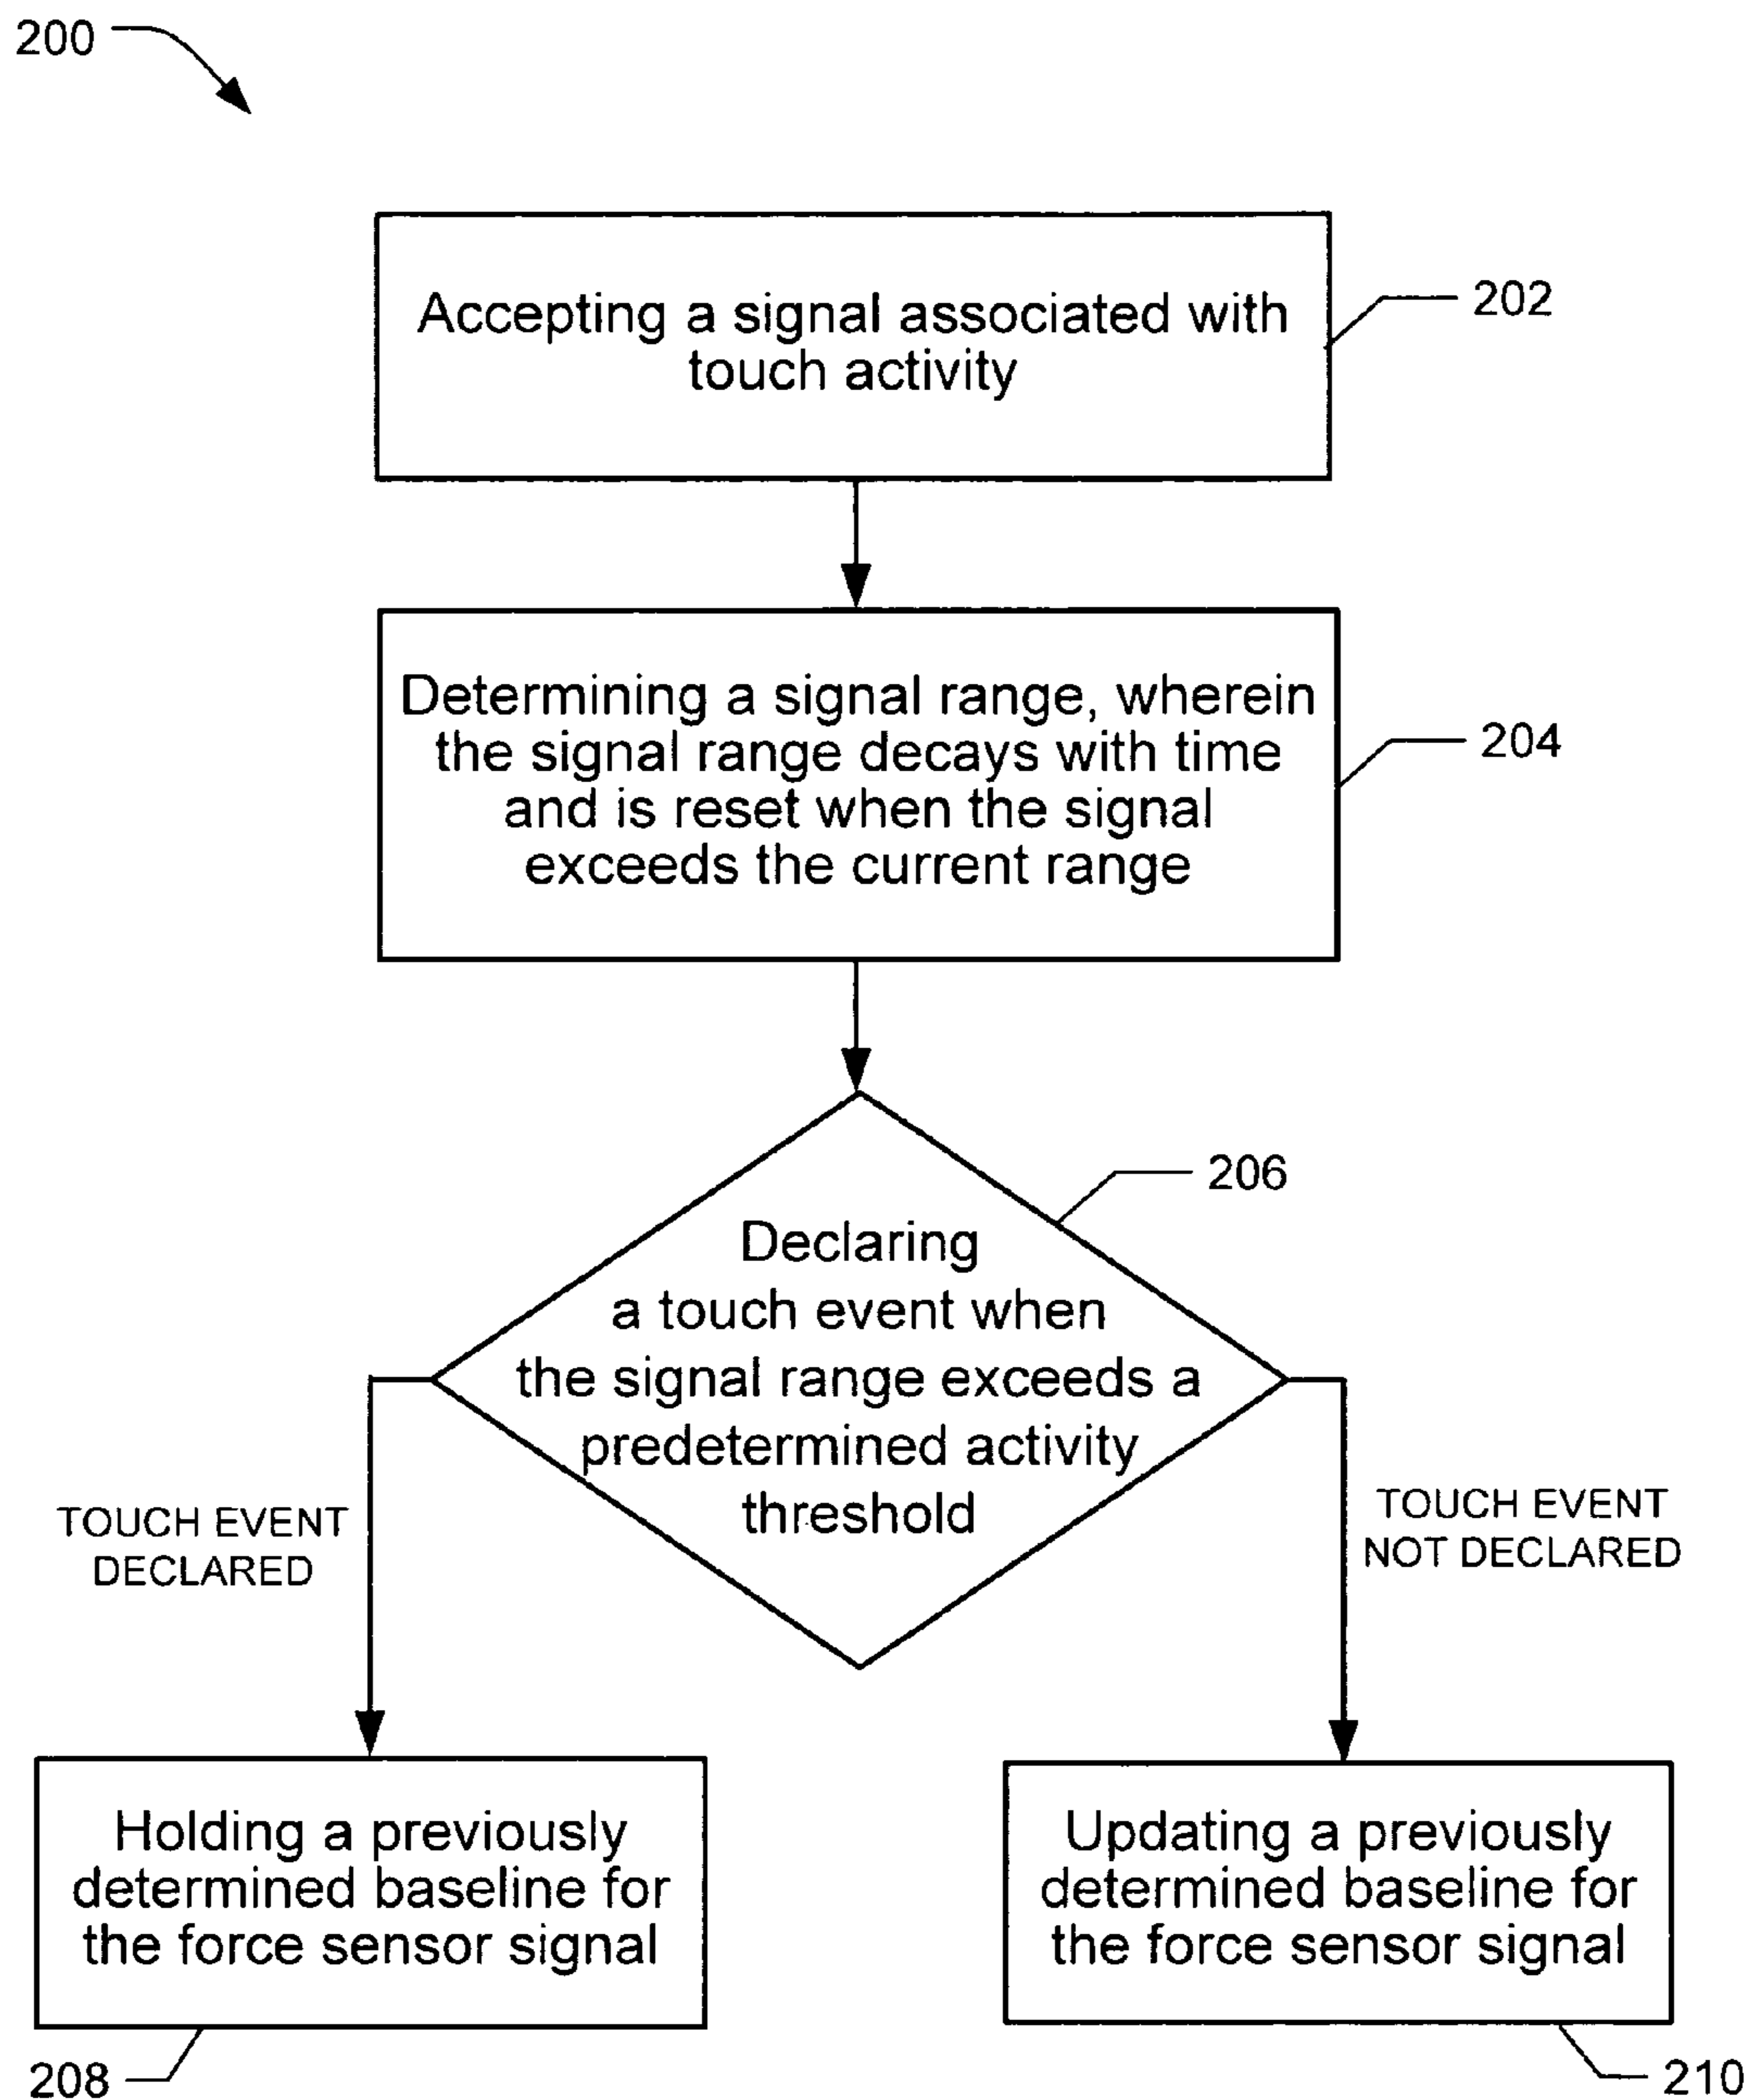 200
Accepting a signal associated with
touch activity
202
Determining a signal range, wherein
the signal range decays with time
and is reset when the signal
exceeds the current range
204
206
Declaring
a touch event when
the signal range exceeds a
predetermined activity
threshold
TOUCH EVENT
DECLARED
TOUCH EVENT
NOT DECLARED
Holding a previously
determined baseline for
the force sensor signal
208
Updating a previously
determined baseline for
the force sensor signal
210